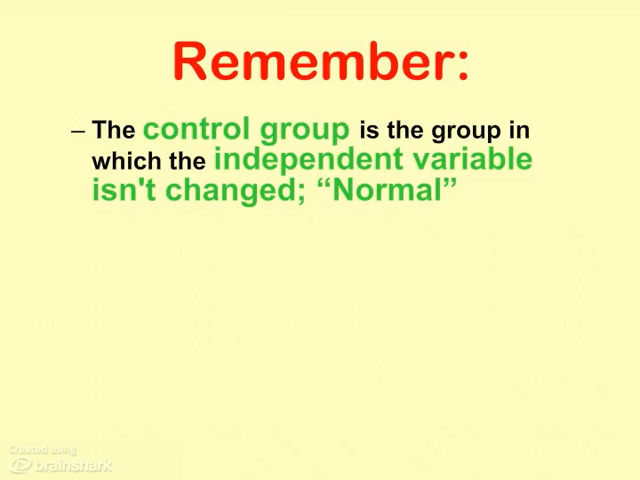 Remember:
– The control group is the group in
which the independent variable
isn't changed; “Normal”
Created using
brainshark